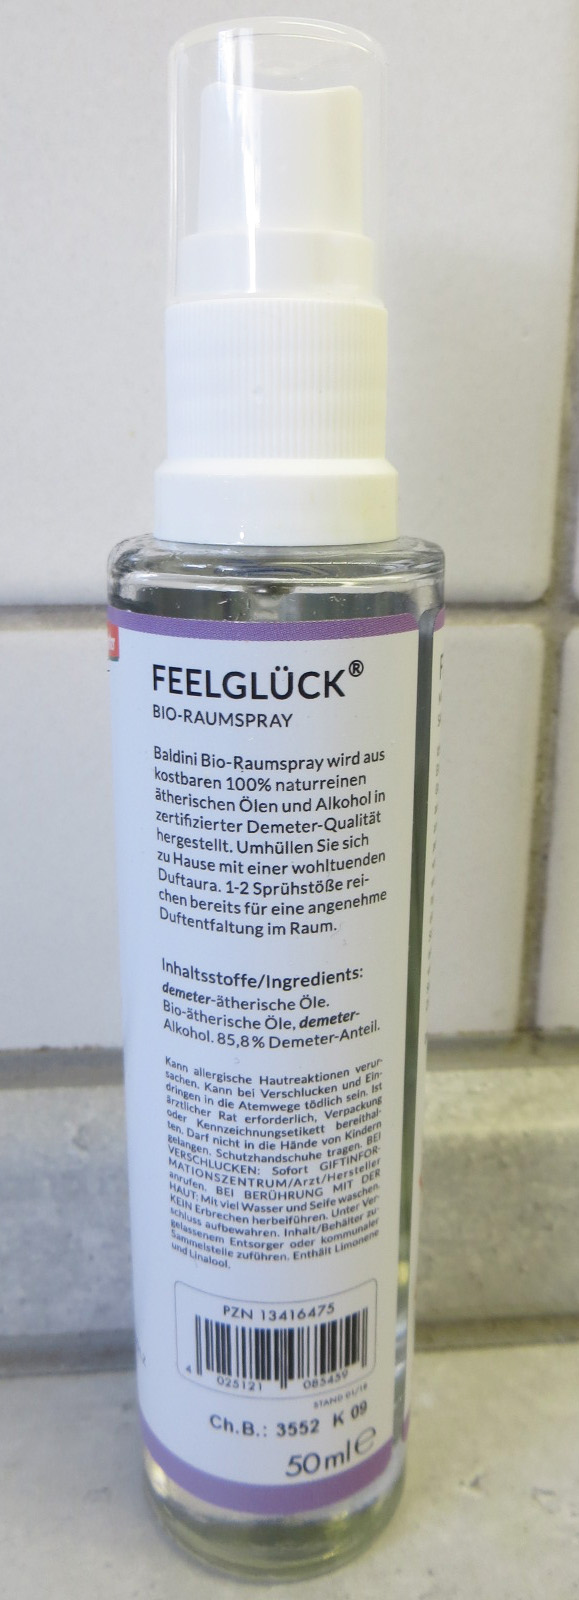 FEELGLÜCK®
BIO-RAUMSPRAY
Baldini Bio-Raumspray wird aus
kostbaren 100% naturreinen
ätherischen Ölen und Alkohol in
zertifizierter Demeter-Qualität
hergestellt. Umhüllen Sie sich
zu Hause mit einer wohltuenden
Duftaura. 1-2 Sprühstöße rei-
chen bereits für eine angenehme
Duftentfaltung im Raum.
Inhaltsstoffe/Ingredients:
demeter-ätherische Öle.
Bio-ätherische Öle, demeter-
Alkohol. 85,8% Demeter-Anteil.
Kann allergische Hautreaktionen verur-
sachen. Kann bei Verschlucken und Ein-
dringen in die Atemwege tödlich sein. Ist
ärztlicher Rat erforderlich, Verpackung
oder Kennzeichnungsetikett bereithal-
ten. Darf nicht in die Hände von Kindern
gelangen. Schutzhandschuhe tragen. BEI
VERSCHLUCKEN: Sofort GIFTINFOR-
MATIONSZENTRUM/Arzt/Hersteller
anrufen. BEI BERÜHRUNG MIT DER
HAUT: Mit viel Wasser und Seife waschen.
KEIN Erbrechen herbeiführen. Unter Ver-
schluss aufbewahren. Inhalt/Behälter zu-
gelassenem Entsorger oder kommunaler
Sammelstelle zuführen. Enthält Limonene
und Linalool.
PZN 13416475
4 025121 085459
STAND 01/18
Ch.B.: 3552 K 09
50ml e